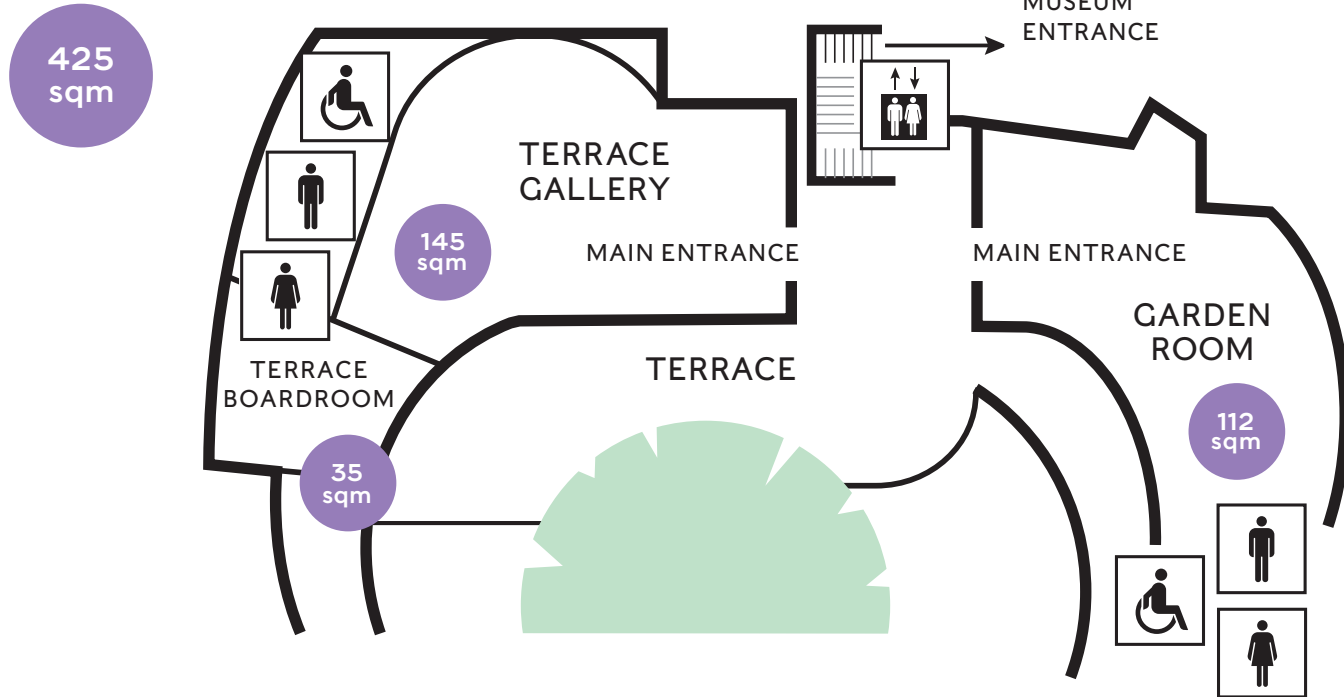 MUSEUM
ENTRANCE
425
sqm
TERRACE
GALLERY
145
sqm
MAIN ENTRANCE
MAIN ENTRANCE
GARDEN
ROOM
TERRACE
TERRACE
BOARDROOM
112
sqm
35
sqm